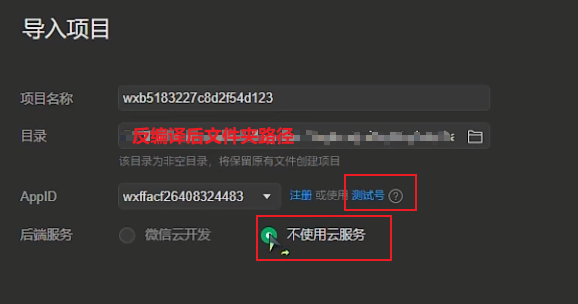 导入项目
项目名称 wxb5183227c8d2f54d123
目录 反编译后文件夹路径
该目录为非空目录，将保留原有文件创建项目
AppID wxffacf26408324483 注册 或使用 测试号 ?
后端服务 微信云开发 不使用云服务